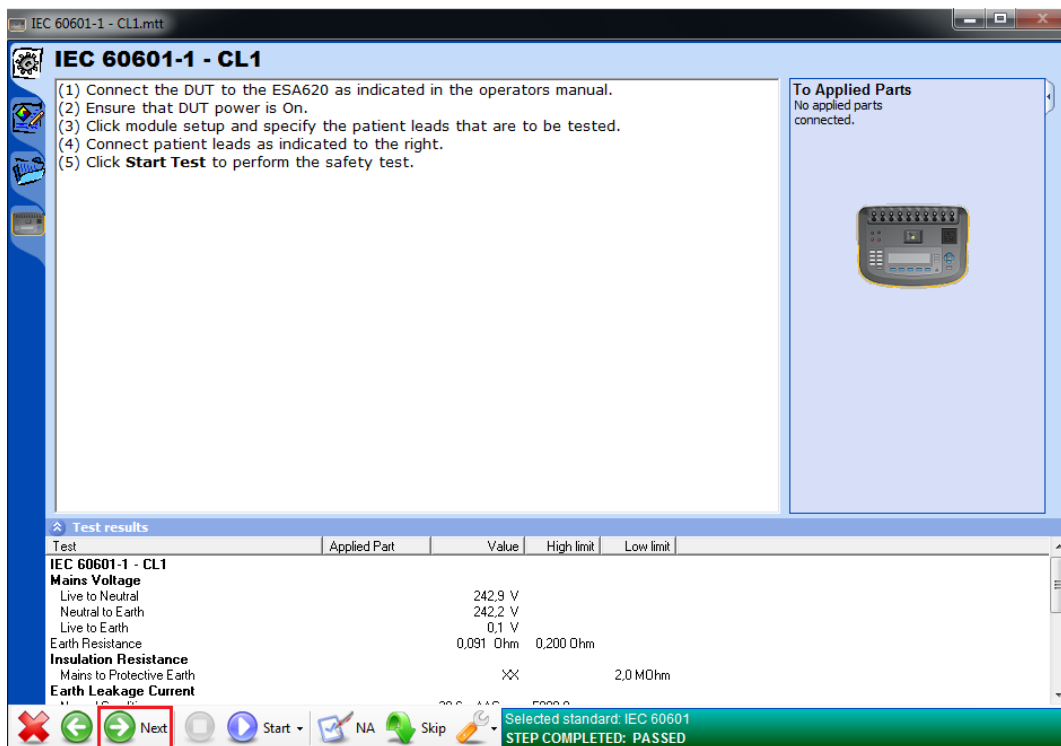 IEC 60601-1 - CL1.mtt
IEC 60601-1 - CL1
(1) Connect the DUT to the ESA620 as indicated in the operators manual.
(2) Ensure that DUT power is On.
(3) Click module setup and specify the patient leads that are to be tested.
(4) Connect patient leads as indicated to the right.
(5) Click Start Test to perform the safety test.
To Applied Parts
No applied parts
connected.
Test results
Test Applied Part Value High limit Low limit
IEC 60601-1 - CL1
Mains Voltage
Live to Neutral 242,9 V
Neutral to Earth 242,2 V
Live to Earth 0,1 V
Earth Resistance 0,091 Ohm 0,200 Ohm
Insulation Resistance
Mains to Protective Earth XX 2,0 MOhm
Earth Leakage Current
Next Start NA Skip
Selected standard: IEC 60601
STEP COMPLETED: PASSED